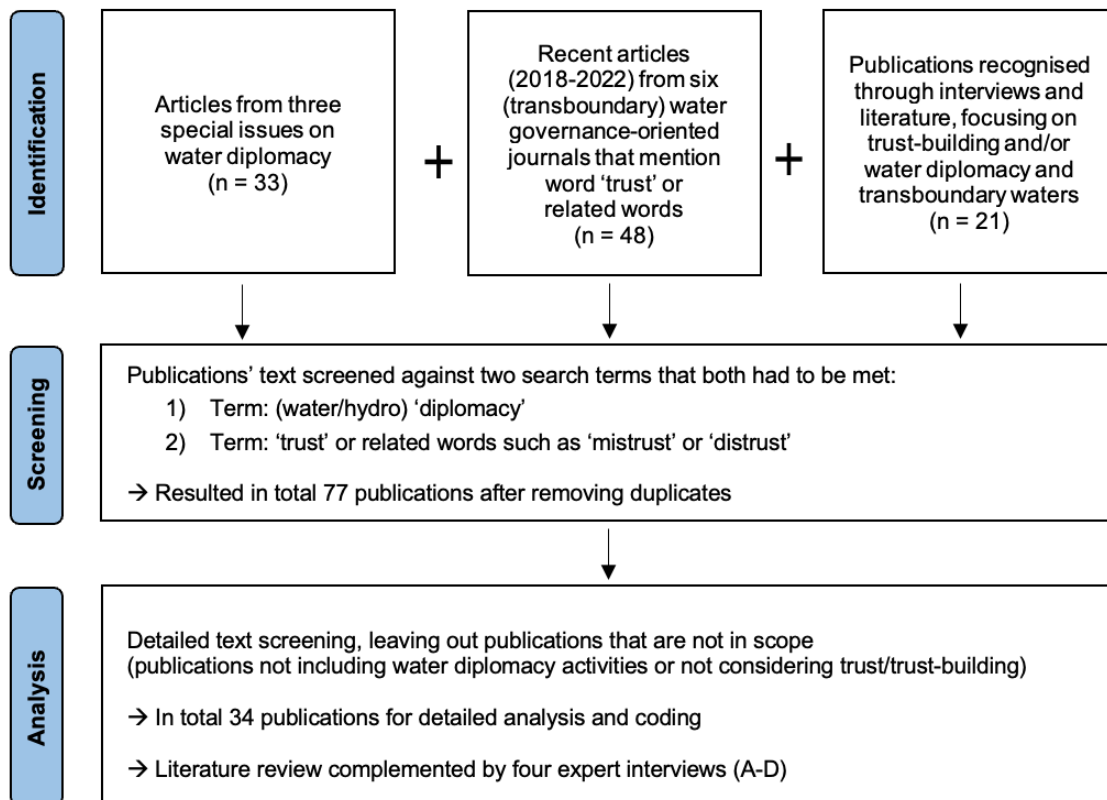 Identification
Articles from three
special issues on
water diplomacy
(n = 33)
+
Recent articles
(2018-2022) from six
(transboundary) water
governance-oriented
journals that mention
word ‘trust’ or
related words
(n = 48)
+
Publications recognised
through interviews and
literature, focusing on
trust-building and/or
water diplomacy and
transboundary waters
(n = 21)
Screening
Publications’ text screened against two search terms that both had to be met:
1) Term: (water/hydro) ‘diplomacy’
2) Term: ‘trust’ or related words such as ‘mistrust’ or ‘distrust’
→ Resulted in total 77 publications after removing duplicates
Analysis
Detailed text screening, leaving out publications that are not in scope
(publications not including water diplomacy activities or not considering trust/trust-building)
→ In total 34 publications for detailed analysis and coding
→ Literature review complemented by four expert interviews (A-D)